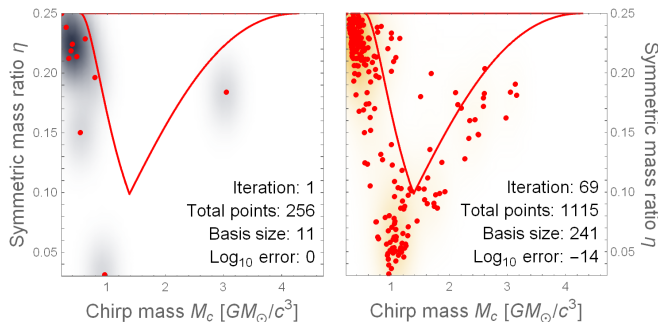 0.25
0.20
0.15
0.10
0.05
Symmetric mass ratio η
Iteration: 1
Total points: 256
Basis size: 11
Log10 error: 0
1 2 3 4
Chirp mass Mc [GM⊙/c³]
Iteration: 69
Total points: 1115
Basis size: 241
Log10 error: −14
1 2 3 4
Chirp mass Mc [GM⊙/c³]
0.25
0.20
0.15
0.10
0.05
Symmetric mass ratio η